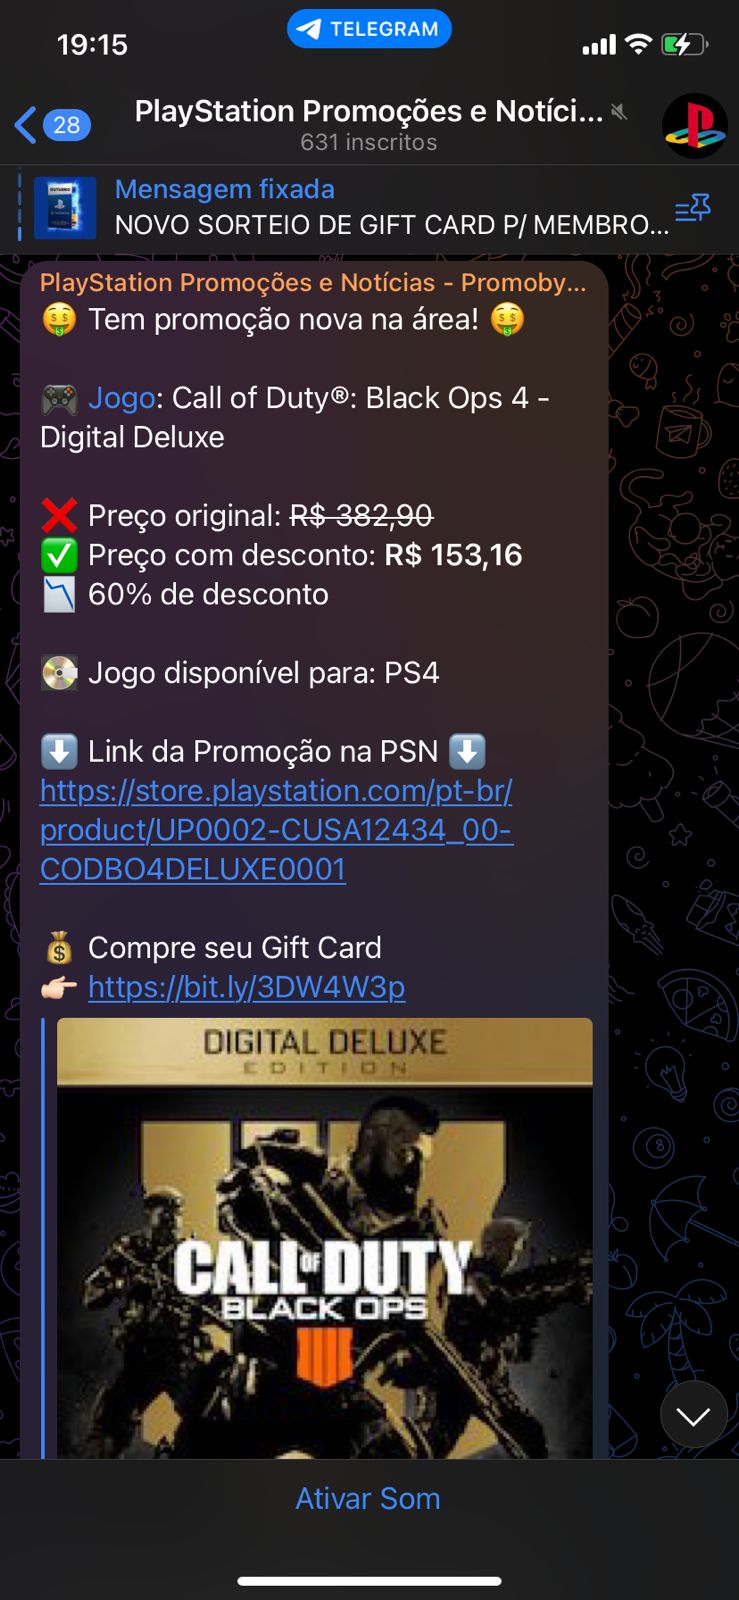 19:15
TELEGRAM
28
PlayStation Promoções e Notíci...
631 inscritos
Mensagem fixada
NOVO SORTEIO DE GIFT CARD P/ MEMBRO...
PlayStation Promoções e Notícias - Promoby...
🤑 Tem promoção nova na área! 🤑
🎮 Jogo: Call of Duty®: Black Ops 4 -
Digital Deluxe
❌ Preço original: R$ 382,90
✅ Preço com desconto: R$ 153,16
📉 60% de desconto
💽 Jogo disponível para: PS4
⬇️ Link da Promoção na PSN ⬇️
https://store.playstation.com/pt-br/
product/UP0002-CUSA12434_00-
CODBO4DELUXE0001
💰 Compre seu Gift Card
👉🏻 https://bit.ly/3DW4W3p
DIGITAL DELUXE
EDITION
CALL OF DUTY
BLACK OPS
IIII
Ativar Som